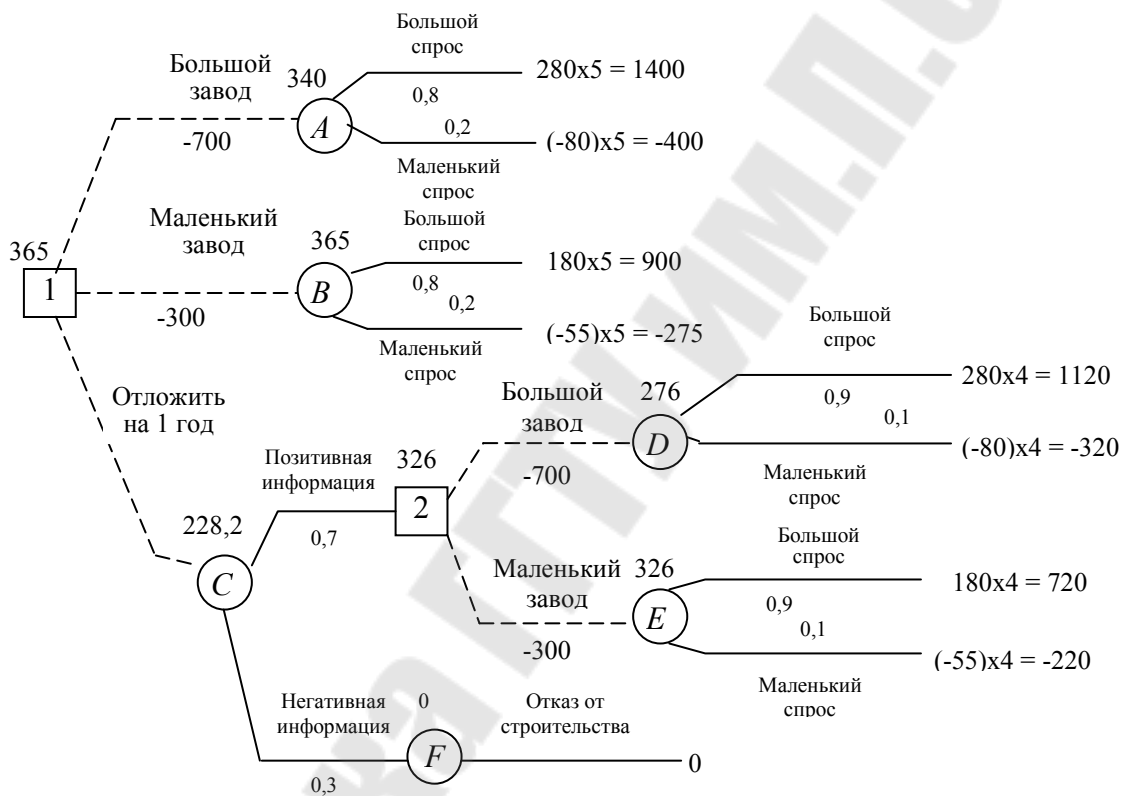 Большой
завод
-700
340
A
Большой
спрос
0,8
280x5 = 1400
0,2
(-80)x5 = -400
Маленький
спрос
365
1
Маленький
завод
-300
365
B
Большой
спрос
0,8
180x5 = 900
0,2
(-55)x5 = -275
Маленький
спрос
Отложить
на 1 год
228,2
C
Позитивная
информация
0,7
326
2
Большой
завод
-700
276
D
Большой
спрос
0,9
280x4 = 1120
0,1
(-80)x4 = -320
Маленький
спрос
Маленький
завод
-300
326
E
Большой
спрос
0,9
180x4 = 720
0,1
(-55)x4 = -220
Маленький
спрос
Негативная
информация
0,3
0
F
Отказ от
строительства
0
ка ГГТУ им.П.